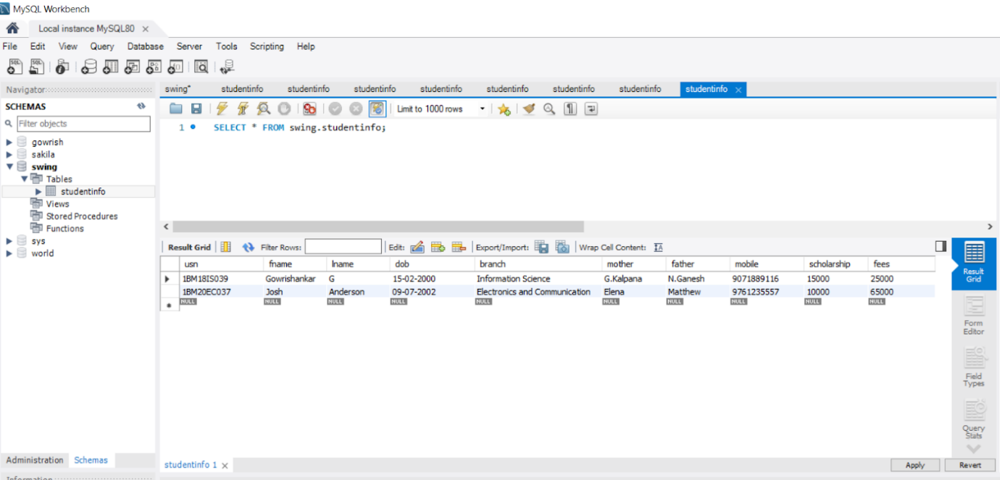 MySQL Workbench
Local instance MySQL80
File Edit View Query Database Server Tools Scripting Help
Navigator
SCHEMAS
Filter objects
gowrish
sakila
swing
Tables
studentinfo
Views
Stored Procedures
Functions
sys
world
Administration Schemas
Information
swing* studentinfo studentinfo studentinfo studentinfo studentinfo studentinfo studentinfo studentinfo
Limit to 1000 rows
1 SELECT * FROM swing.studentinfo;
Result Grid Filter Rows: Edit: Export/Import: Wrap Cell Content: IA
usn fname lname dob branch mother father mobile scholarship fees
1BM18IS039 Gowrishankar G 15-02-2000 Information Science G.Kalpana N.Ganesh 9071889116 15000 25000
1BM20EC037 Josh Anderson 09-07-2002 Electronics and Communication Elena Matthew 9761235557 10000 65000
NULL NULL NULL NULL NULL NULL NULL NULL NULL NULL
Result
Grid
Form
Editor
Field
Types
Query
Stats
studentinfo 1
Apply Revert